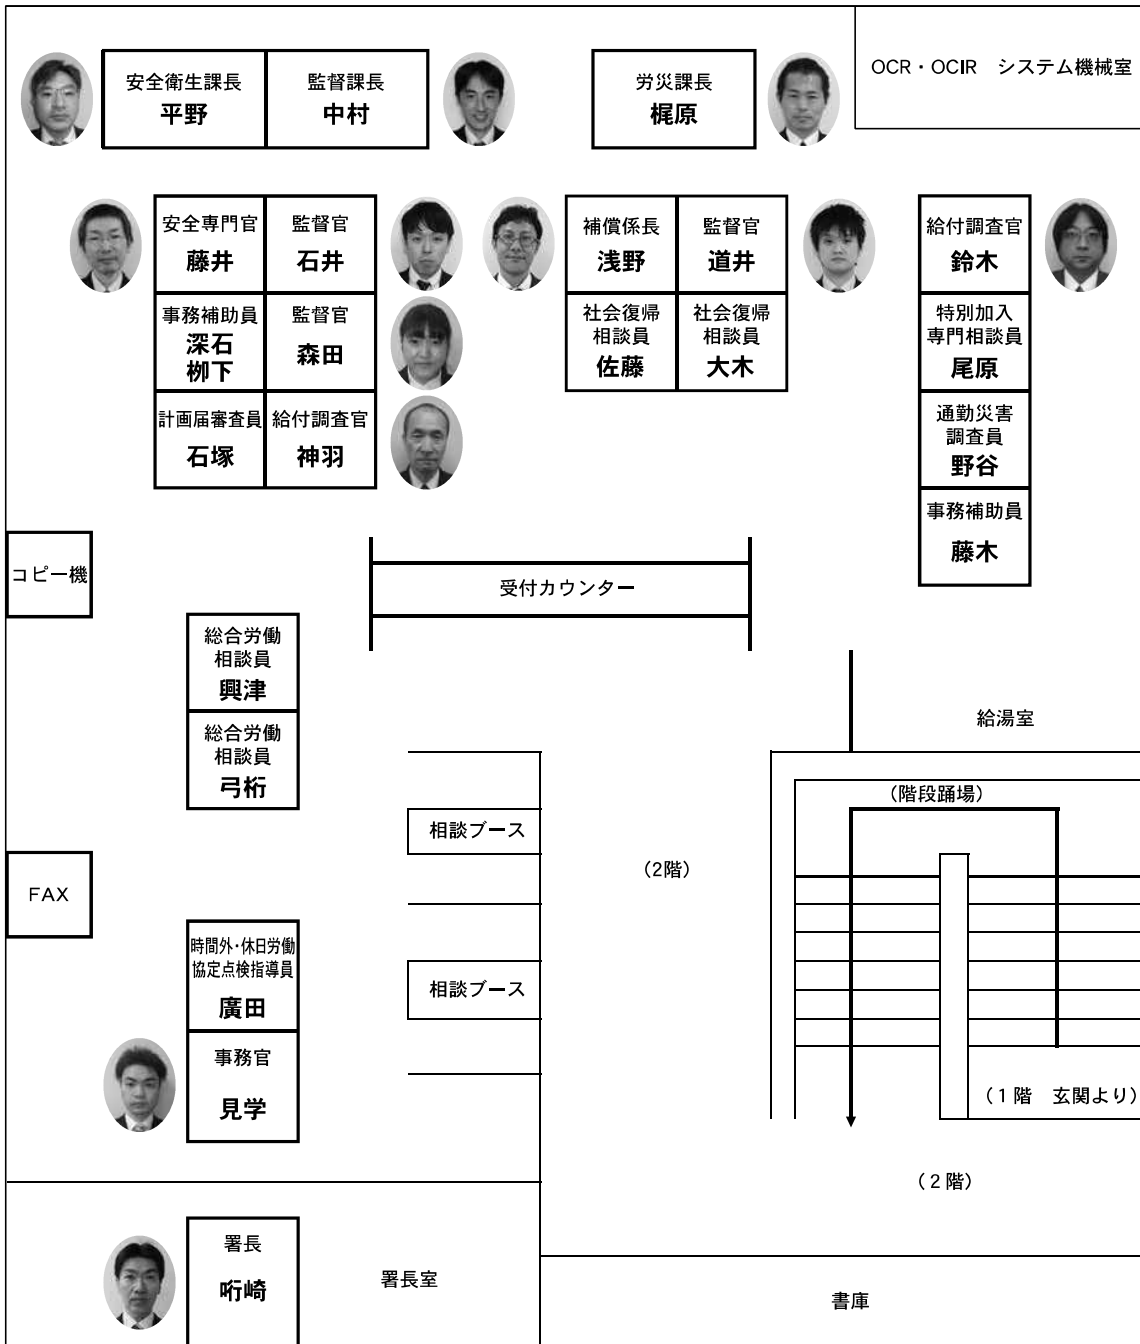 OCR・OCIR　システム機械室
安全衛生課長
平野
監督課長
中村
労災課長
梶原
安全専門官
藤井
監督官
石井
補償係長
浅野
監督官
道井
給付調査官
鈴木
事務補助員
深石
栁下
監督官
森田
社会復帰
相談員
佐藤
社会復帰
相談員
大木
特別加入
専門相談員
尾原
計画届審査員
石塚
給付調査官
神羽
通勤災害
調査員
野谷
事務補助員
藤木
コピー機
受付カウンター
総合労働
相談員
興津
総合労働
相談員
弓桁
給湯室
（階段踊場）
相談ブース
（2階）
FAX
時間外・休日労働
協定点検指導員
廣田
相談ブース
事務官
見学
（１階　玄関より）
（２階）
署長
哘崎
署長室
書庫